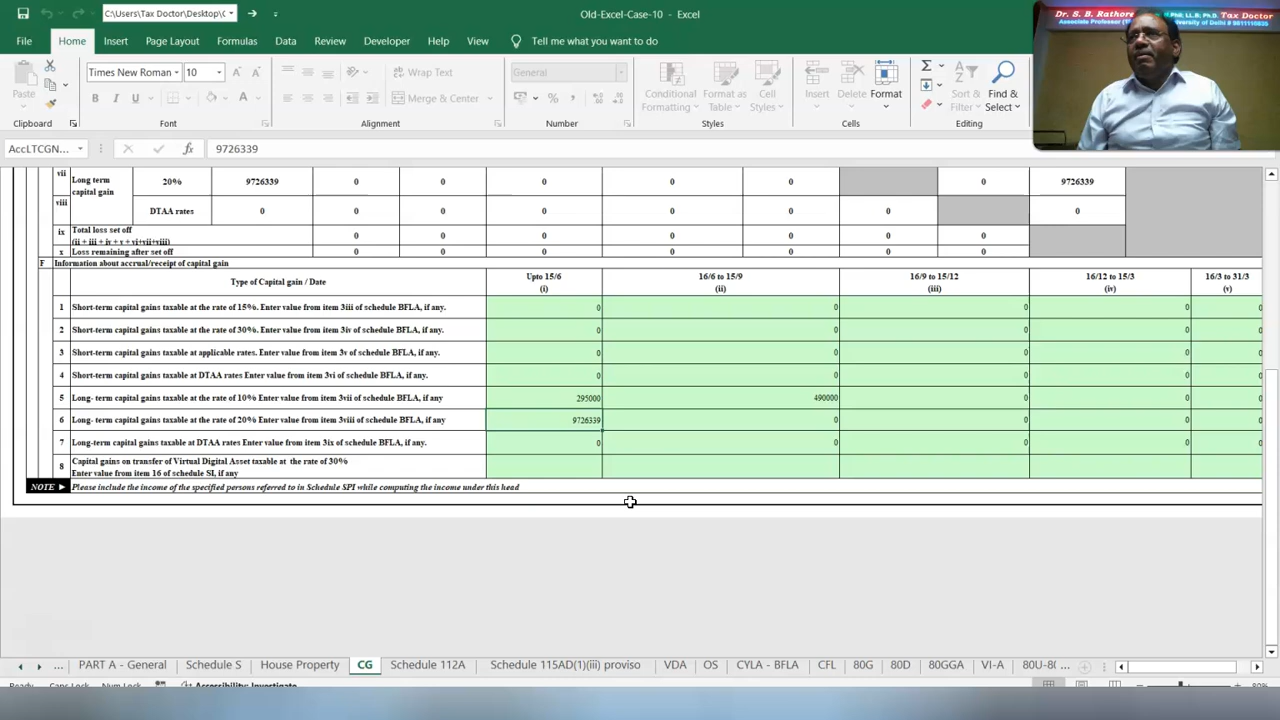 C:\Users\Tax Doctor\Desktop\C
Old-Excel-Case-10 - Excel
Dr. S. B. Rathore
Phil; LL.B; Ph.D, Tax Doctor
Associate Professor
University of Delhi # 9811116835
File Home Insert Page Layout Formulas Data Review Developer Help View Tell me what you want to do
Times New Roman 10 Wrap Text General
Paste B I U Merge & Center % Conditional Formatting Format as Table Cell Styles Insert Delete Format Sort & Filter Find & Select
Clipboard Font Alignment Number Styles Cells Editing
AccLTCGN... fx 9726339
vii Long term capital gain 20% 9726339 0 0 0 0 0 0 9726339
viii DTAA rates 0 0 0 0 0 0 0
ix Total loss set off (ii + iii + iv + v + vi+vii+viii) 0 0 0 0 0 0 0
x Loss remaining after set off 0 0 0 0 0 0 0
F Information about accrual/receipt of capital gain
Type of Capital gain / Date Upto 15/6 (i) 16/6 to 15/9 (ii) 16/9 to 15/12 (iii) 16/12 to 15/3 (iv) 16/3 to 31/3 (v)
1 Short-term capital gains taxable at the rate of 15%. Enter value from item 3iii of schedule BFLA, if any. 0 0 0 0 0
2 Short-term capital gains taxable at the rate of 30%. Enter value from item 3iv of schedule BFLA, if any. 0 0 0 0 0
3 Short-term capital gains taxable at applicable rates. Enter value from item 3v of schedule BFLA, if any. 0 0 0 0 0
4 Short-term capital gains taxable at DTAA rates Enter value from item 3vi of schedule BFLA, if any. 0 0 0 0 0
5 Long- term capital gains taxable at the rate of 10% Enter value from item 3vii of schedule BFLA, if any 295000 490000 0 0 0
6 Long- term capital gains taxable at the rate of 20% Enter value from item 3viii of schedule BFLA, if any 9726339 0 0 0 0
7 Long-term capital gains taxable at DTAA rates Enter value from item 3ix of schedule BFLA, if any. 0 0 0 0 0
8 Capital gains on transfer of Virtual Digital Asset taxable at the rate of 30%
Enter value from item 16 of schedule SI, if any
NOTE ► Please include the income of the specified persons referred to in Schedule SPI while computing the income under this head
... PART A - General Schedule S House Property CG Schedule 112A Schedule 115AD(1)(iii) proviso VDA OS CYLA - BFLA CFL 80G 80D 80GGA VI-A 80U-80 ...
Ready Caps Lock Num Lock Accessibility: Investigate 80%